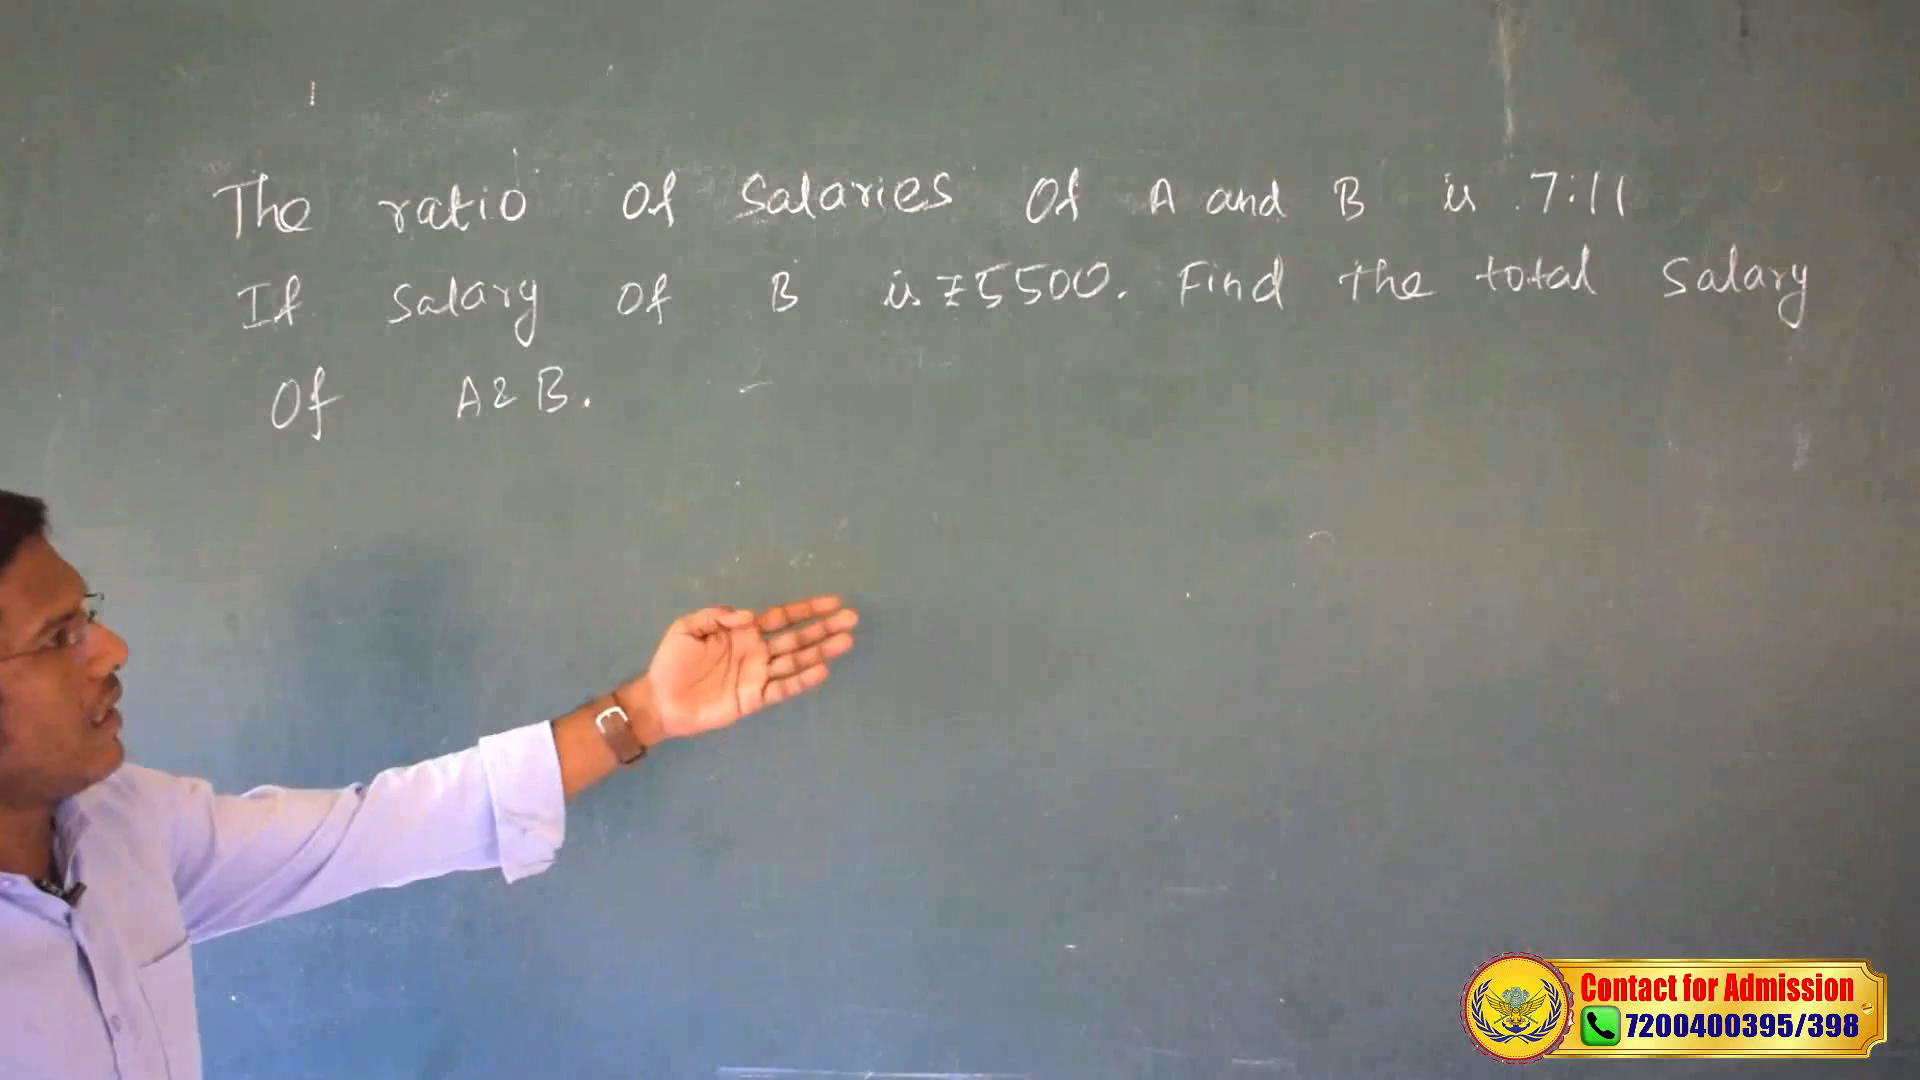 The ratio of Salaries of A and B is 7:11
If Salary of B is ₹5500. Find the total Salary
of A & B.
Contact for Admission
7200400395/398